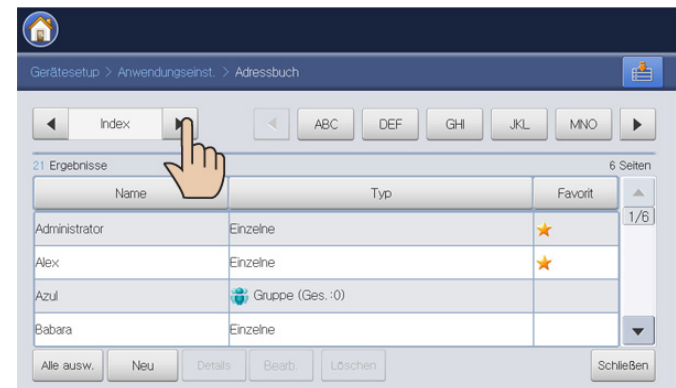 Gerätesetup > Anwendungseinst. > Adressbuch
Index ABC DEF GHI JKL MNO
21 Ergebnisse 6 Seiten
Name Typ Favorit
1/6
Administrator Einzelne
Alex Einzelne
Azul Gruppe (Ges. :0)
Babara Einzelne
Alle ausw. Neu Details Bearb. Löschen Schließen